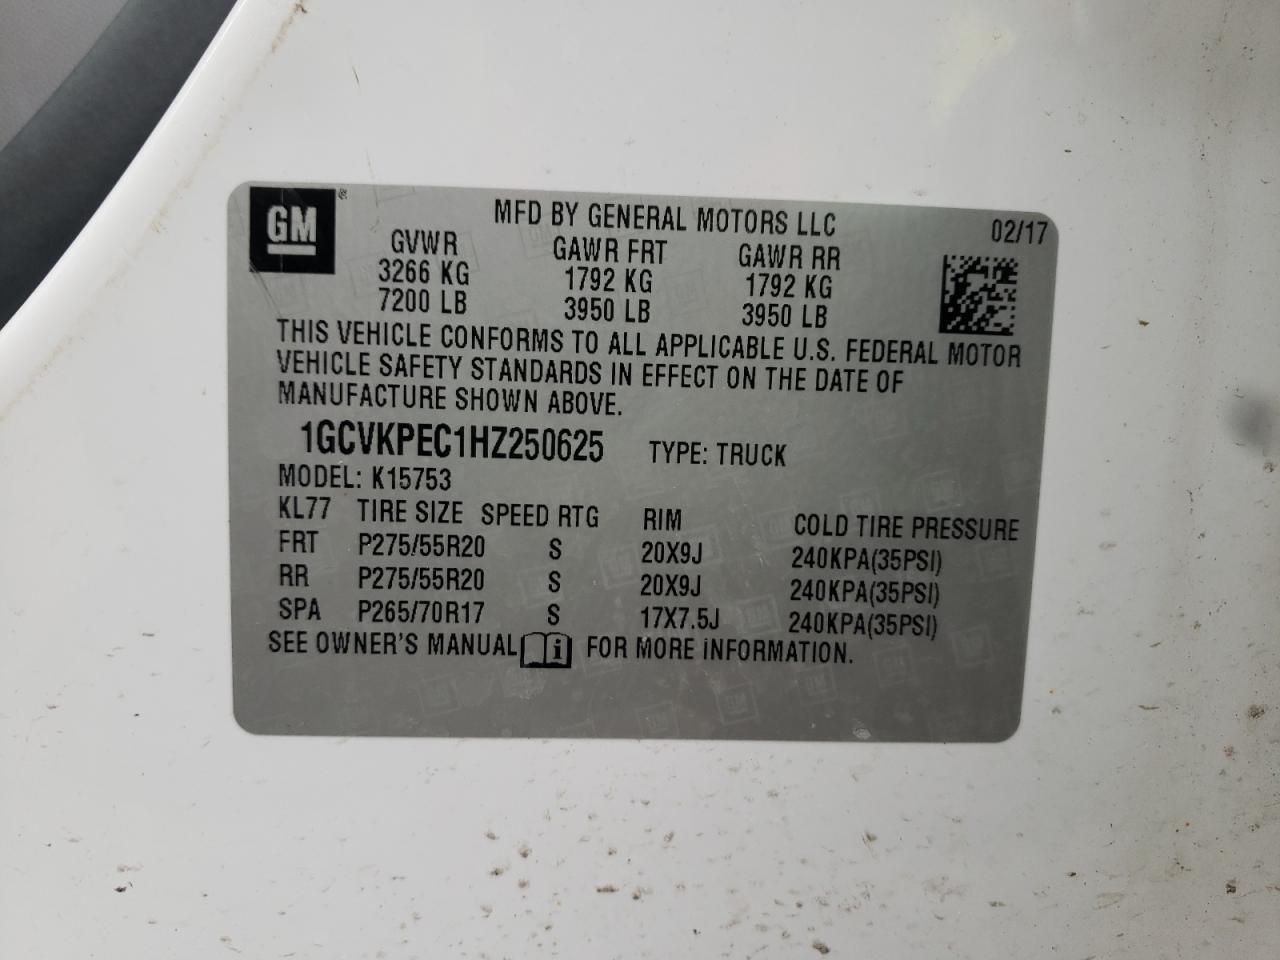 GM ®
MFD BY GENERAL MOTORS LLC 02/17
GVWR GAWR FRT GAWR RR
3266 KG 1792 KG 1792 KG
7200 LB 3950 LB 3950 LB
THIS VEHICLE CONFORMS TO ALL APPLICABLE U.S. FEDERAL MOTOR
VEHICLE SAFETY STANDARDS IN EFFECT ON THE DATE OF
MANUFACTURE SHOWN ABOVE.
1GCVKPEC1HZ250625 TYPE: TRUCK
MODEL: K15753
KL77 TIRE SIZE SPEED RTG RIM COLD TIRE PRESSURE
FRT P275/55R20 S 20X9J 240KPA(35PSI)
RR P275/55R20 S 20X9J 240KPA(35PSI)
SPA P265/70R17 S 17X7.5J 240KPA(35PSI)
SEE OWNER'S MANUAL i FOR MORE INFORMATION.